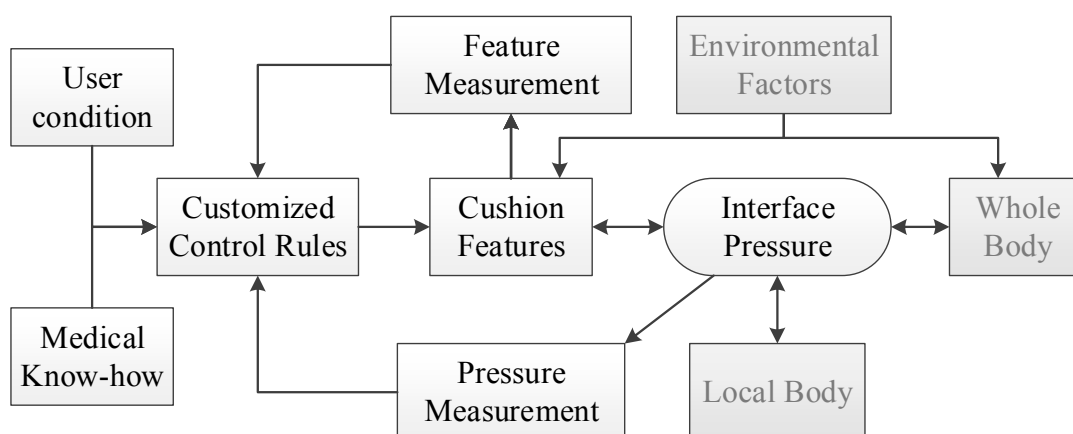 User
condition
Feature
Measurement
Environmental
Factors
Customized
Control Rules
Cushion
Features
Interface
Pressure
Whole
Body
Medical
Know-how
Pressure
Measurement
Local Body